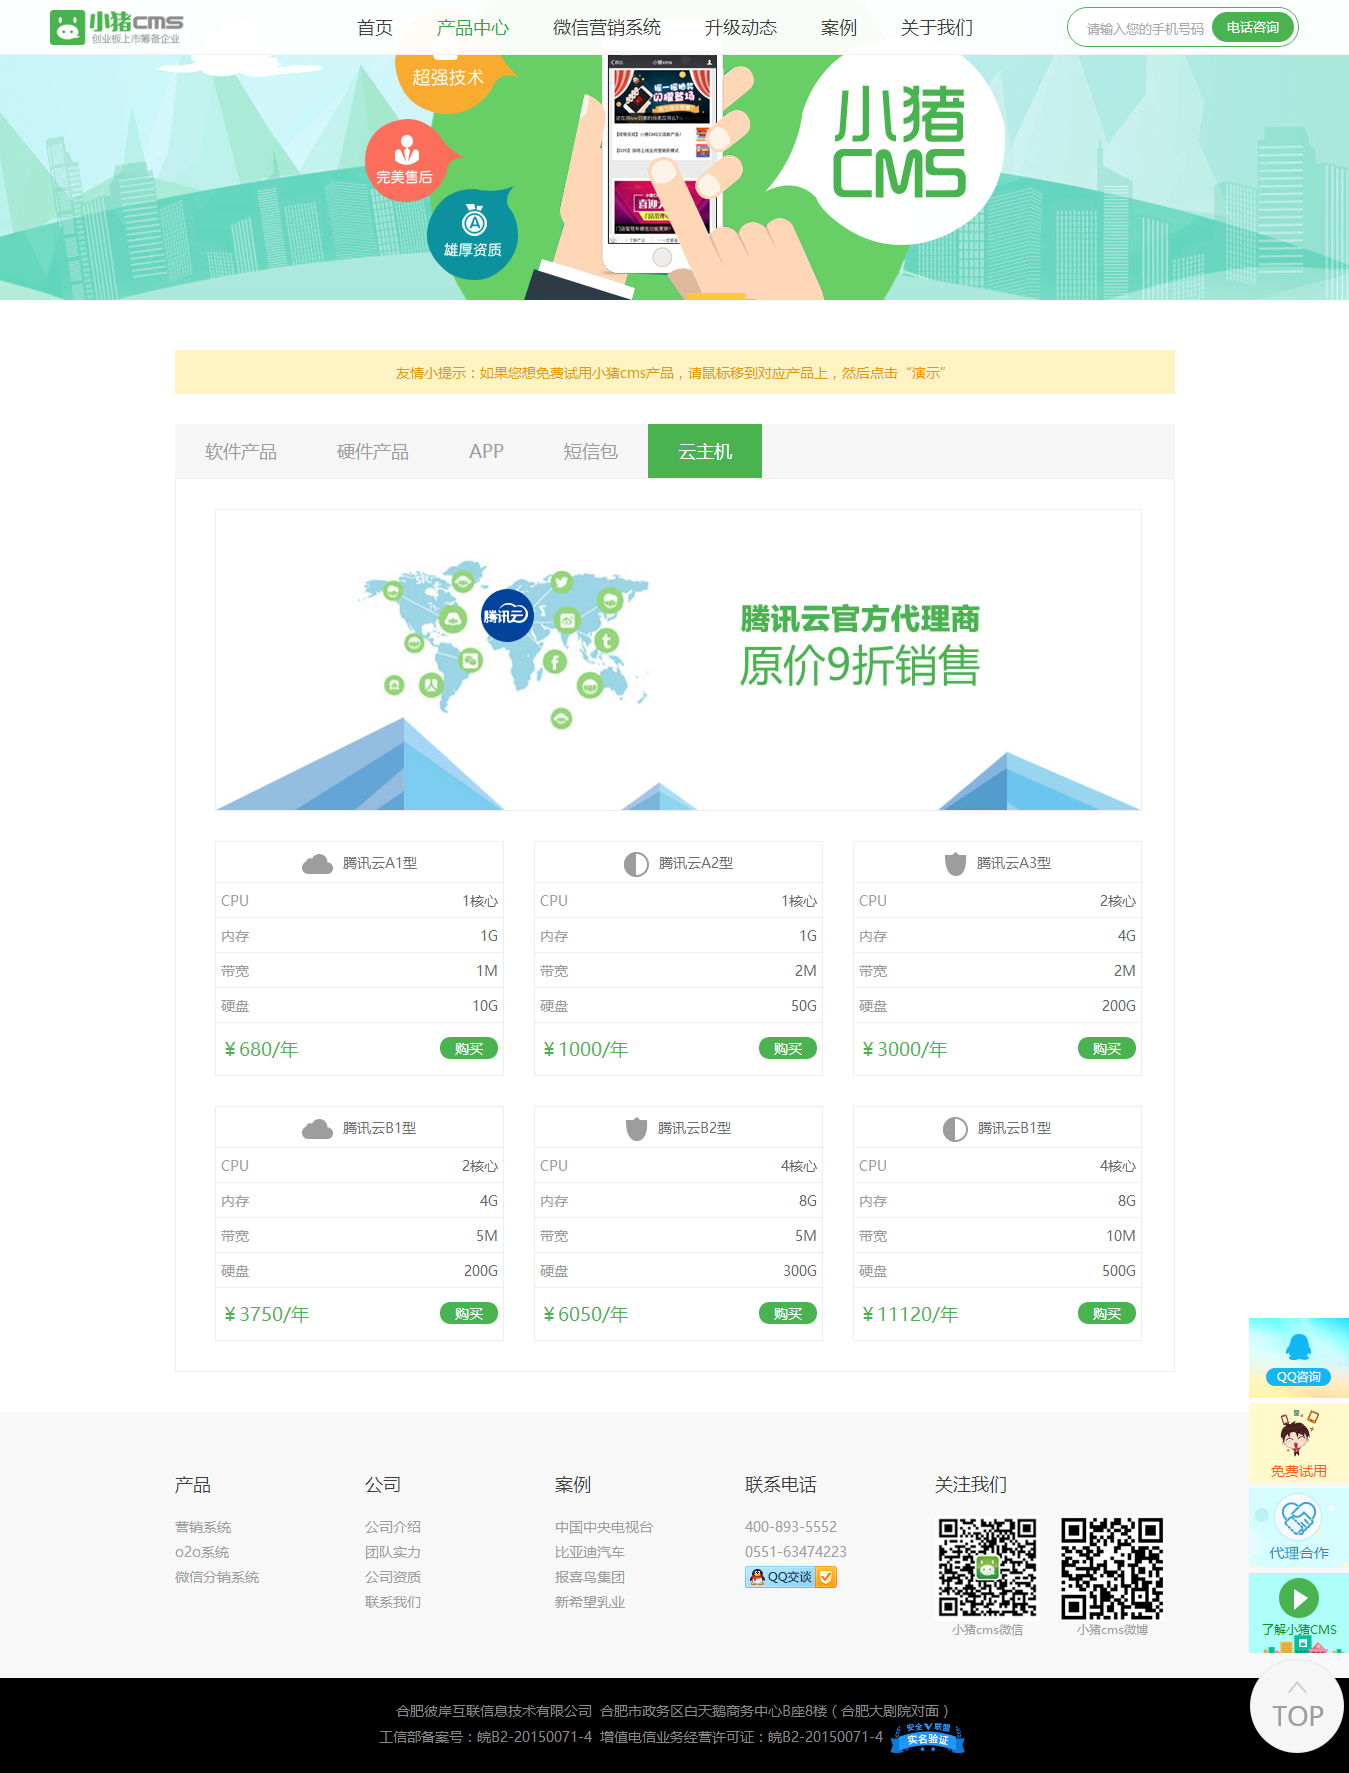 小猪cms
创业板上市筹备企业
首页 产品中心 微信营销系统 升级动态 案例 关于我们
请输入您的手机号码 电话咨询
超强技术
完美售后
雄厚资质
小猪cms
摇一摇抽奖
闪耀登场
小猪
CMS
友情小提示：如果您想免费试用小猪cms产品，请鼠标移到对应产品上，然后点击“演示”
软件产品 硬件产品 APP 短信包 云主机
腾讯云
腾讯云官方代理商
原价9折销售
腾讯云A1型 腾讯云A2型 腾讯云A3型
CPU 1核心 CPU 1核心 CPU 2核心
内存 1G 内存 1G 内存 4G
带宽 1M 带宽 2M 带宽 2M
硬盘 10G 硬盘 50G 硬盘 200G
¥680/年 购买 ¥1000/年 购买 ¥3000/年 购买
腾讯云B1型 腾讯云B2型 腾讯云B1型
CPU 2核心 CPU 4核心 CPU 4核心
内存 4G 内存 8G 内存 8G
带宽 5M 带宽 5M 带宽 10M
硬盘 200G 硬盘 300G 硬盘 500G
¥3750/年 购买 ¥6050/年 购买 ¥11120/年 购买
QQ咨询
免费试用
代理合作
了解小猪CMS
TOP
产品 公司 案例 联系电话 关注我们
营销系统 公司介绍 中国中央电视台 400-893-5552
o2o系统 团队实力 比亚迪汽车 0551-63474223
微信分销系统 公司资质 报喜鸟集团 QQ交谈
联系我们 新希望乳业
小猪cms微信 小猪cms微博
合肥彼岸互联信息技术有限公司 合肥市政务区白天鹅商务中心B座8楼（合肥大剧院对面）
工信部备案号：皖B2-20150071-4 增值电信业务经营许可证：皖B2-20150071-4
安全联盟
实名验证